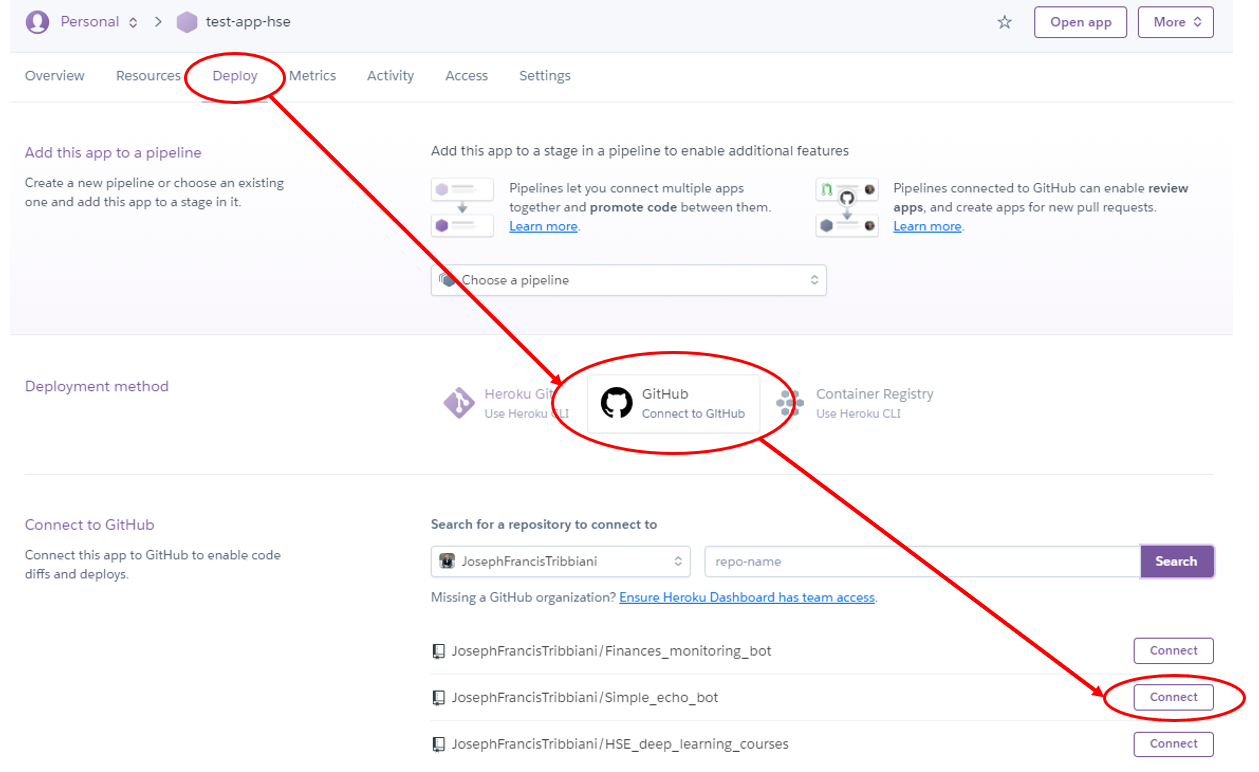 Personal > test-app-hse
Open app
More
Overview Resources Deploy Metrics Activity Access Settings
Add this app to a pipeline
Create a new pipeline or choose an existing
one and add this app to a stage in it.
Add this app to a stage in a pipeline to enable additional features
Pipelines let you connect multiple apps
together and promote code between them.
Learn more.
Pipelines connected to GitHub can enable review
apps, and create apps for new pull requests.
Learn more.
Choose a pipeline
Deployment method
Heroku Git
Use Heroku CLI
GitHub
Connect to GitHub
Container Registry
Use Heroku CLI
Connect to GitHub
Connect this app to GitHub to enable code
diffs and deploys.
Search for a repository to connect to
JosephFrancisTribbiani
repo-name
Search
Missing a GitHub organization? Ensure Heroku Dashboard has team access.
JosephFrancisTribbiani/Finances_monitoring_bot
Connect
JosephFrancisTribbiani/Simple_echo_bot
Connect
JosephFrancisTribbiani/HSE_deep_learning_courses
Connect